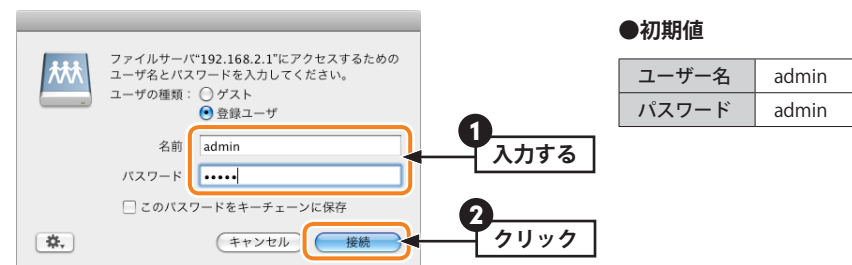 ファイルサーバ“192.168.2.1”にアクセスするための
ユーザ名とパスワードを入力してください。
ユーザの種類：
ゲスト
登録ユーザ
名前
admin
パスワード
•••••
このパスワードをキーチェーンに保存
キャンセル
接続
1
入力する
2
クリック
●初期値
ユーザー名 admin
パスワード admin